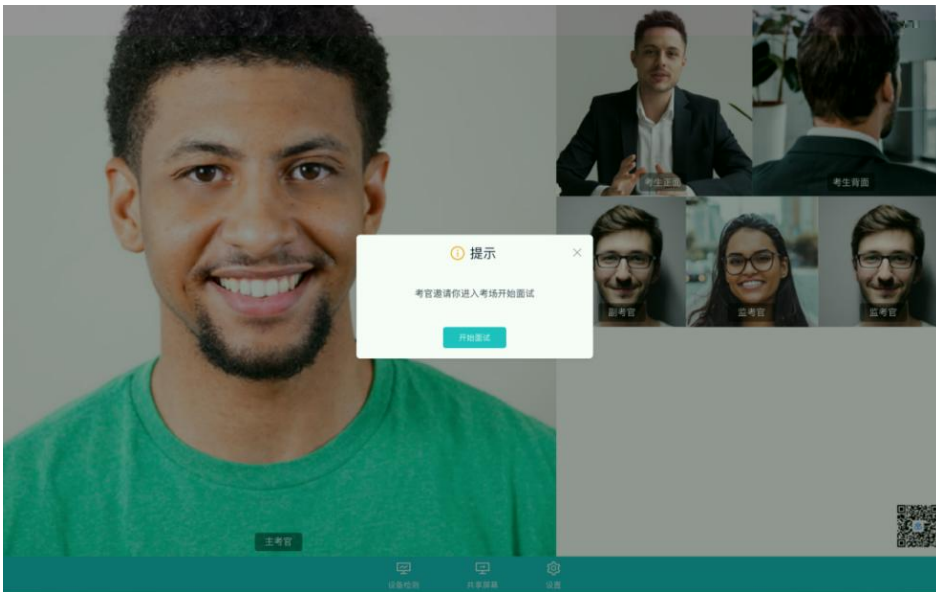 考生正面
考生背面
提示
考官邀请你进入考场开始面试
开始面试
副考官
监考官
监考官
主考官
设备检测
共享屏幕
设置